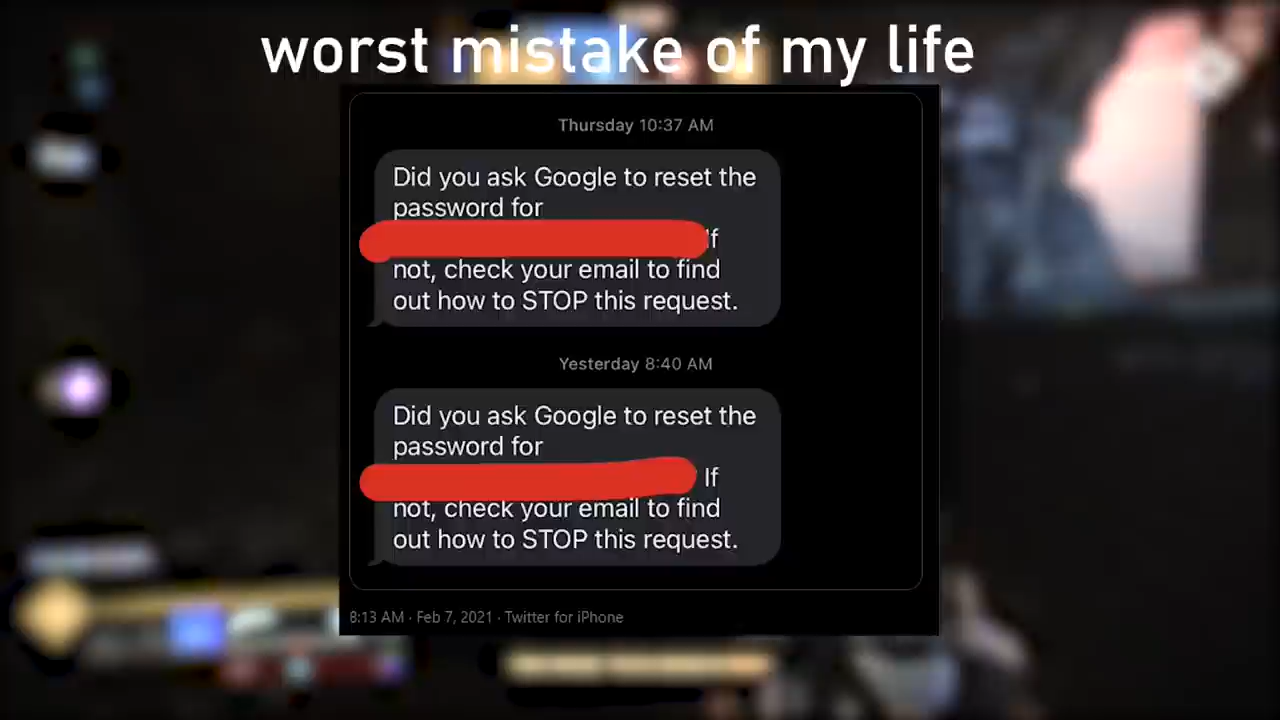 worst mistake of my life
Thursday 10:37 AM
Did you ask Google to reset the
password for
If
not, check your email to find
out how to STOP this request.
Yesterday 8:40 AM
Did you ask Google to reset the
password for
If
not, check your email to find
out how to STOP this request.
8:13 AM · Feb 7, 2021 · Twitter for iPhone